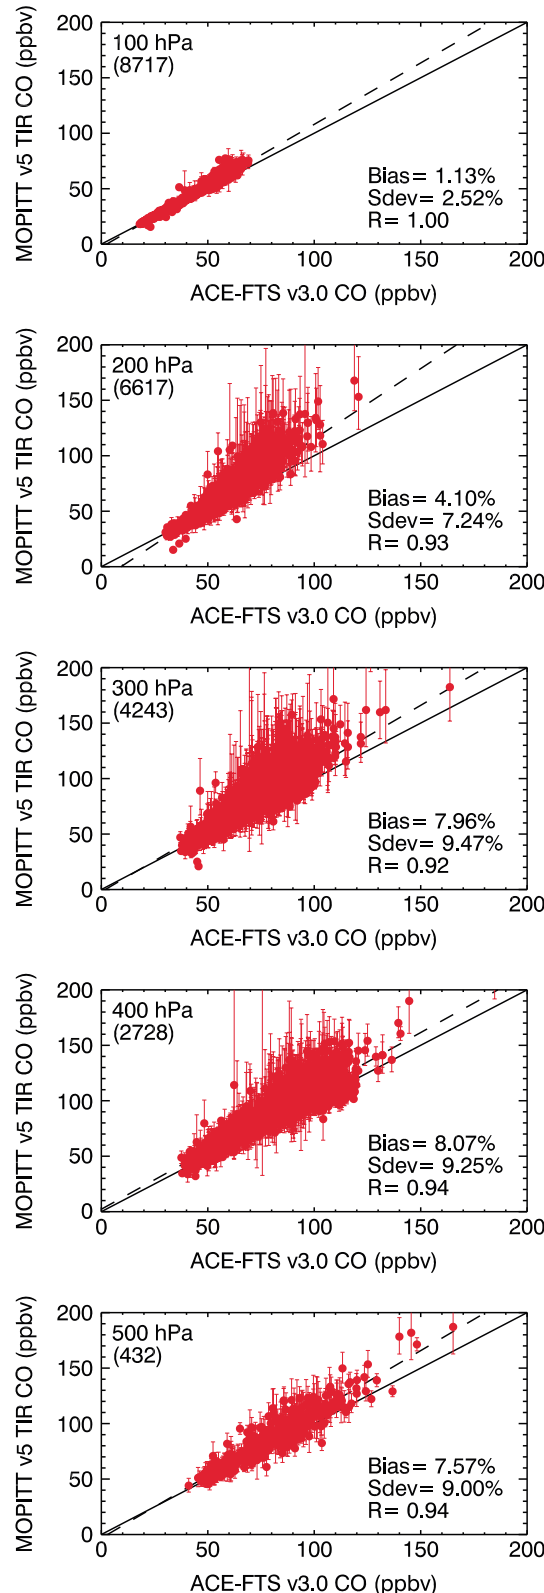 MOPITT v5 TIR CO (ppbv)
200
150
100
50
0
100 hPa
(8717)
Bias= 1.13%
Sdev= 2.52%
R= 1.00
50
100
150
200
ACE-FTS v3.0 CO (ppbv)
MOPITT v5 TIR CO (ppbv)
200
150
100
50
0
200 hPa
(6617)
Bias= 4.10%
Sdev= 7.24%
R= 0.93
0
50
100
150
200
ACE-FTS v3.0 CO (ppbv)
MOPITT v5 TIR CO (ppbv)
200
150
100
50
0
300 hPa
(4243)
Bias= 7.96%
Sdev= 9.47%
R= 0.92
0
50
100
150
200
ACE-FTS v3.0 CO (ppbv)
MOPITT v5 TIR CO (ppbv)
200
150
100
50
0
400 hPa
(2728)
Bias= 8.07%
Sdev= 9.25%
R= 0.94
0
50
100
150
200
ACE-FTS v3.0 CO (ppbv)
MOPITT v5 TIR CO (ppbv)
200
150
100
50
0
500 hPa
(432)
Bias= 7.57%
Sdev= 9.00%
R= 0.94
0
50
100
150
200
ACE-FTS v3.0 CO (ppbv)